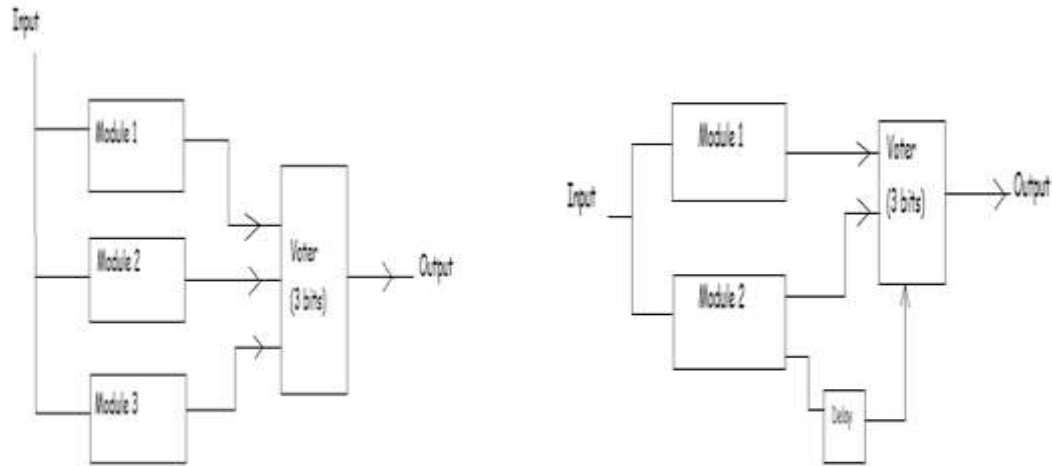 Input
Module 1
Module 2
Module 3
Voter
(3 bits)
Output
Input
Module 1
Module 2
Delay
Voter
(3 bits)
Output